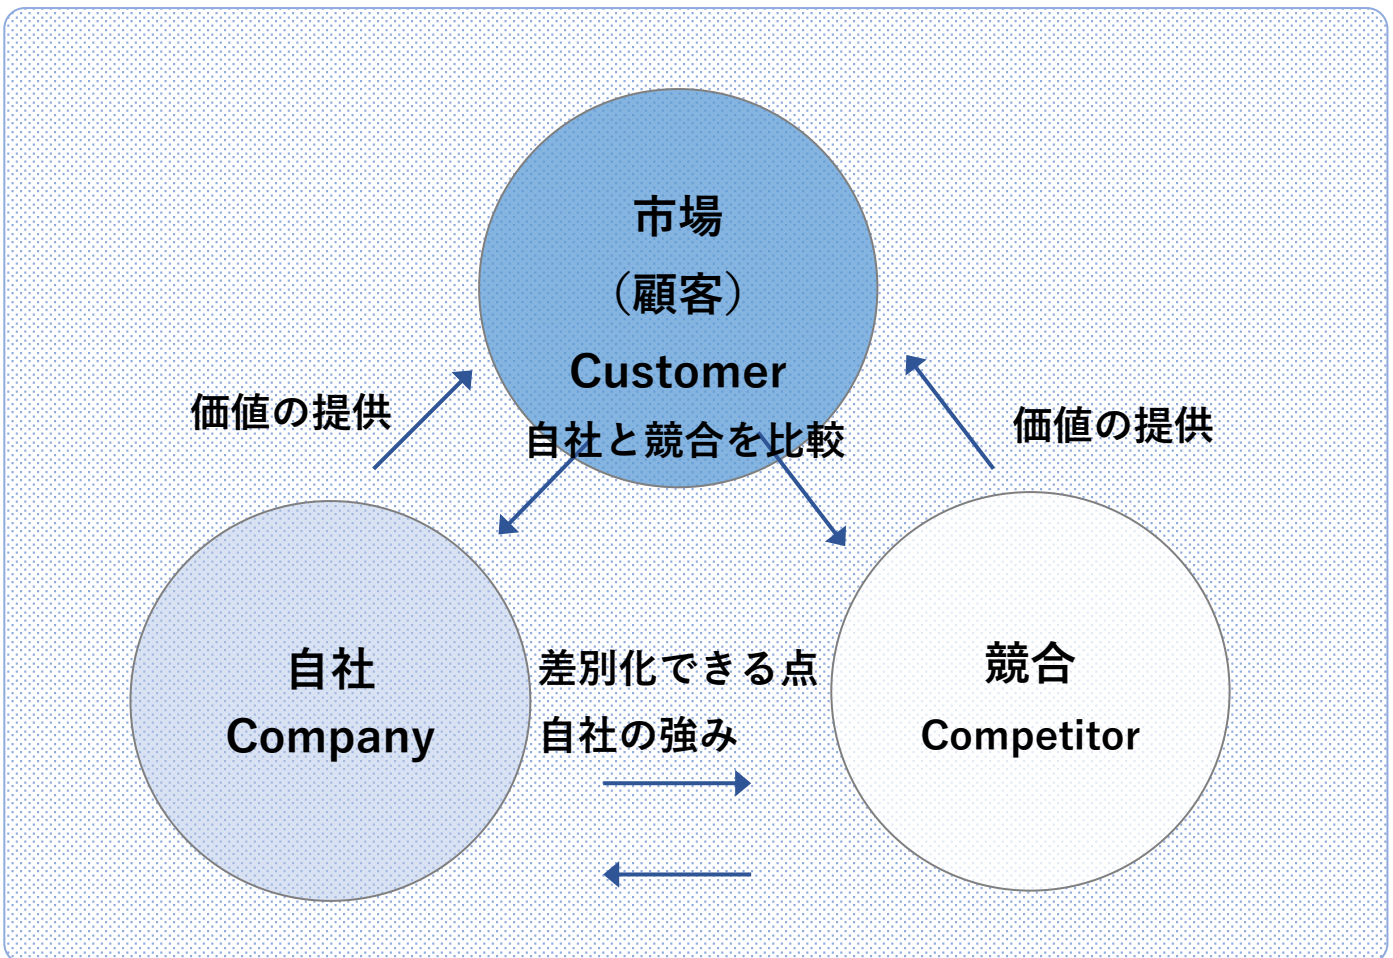 市場
（顧客）
Customer
価値の提供
自社と競合を比較
価値の提供
自社
Company
差別化できる点
自社の強み
競合
Competitor